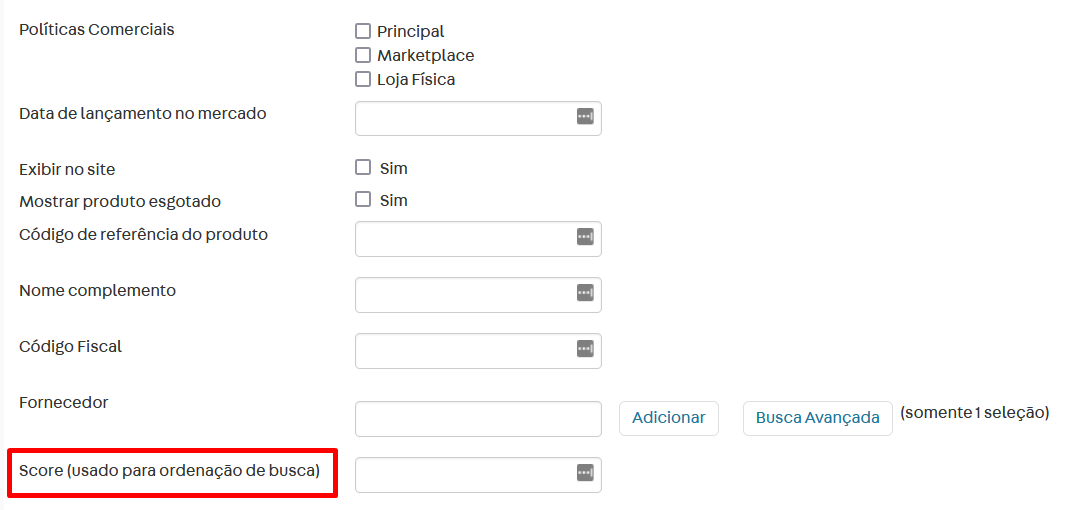 Políticas Comerciais
Principal
Marketplace
Loja Física
Data de lançamento no mercado
Exibir no site
Sim
Mostrar produto esgotado
Sim
Código de referência do produto
Nome complemento
Código Fiscal
Fornecedor
Adicionar
Busca Avançada
(somente 1 seleção)
Score (usado para ordenação de busca)